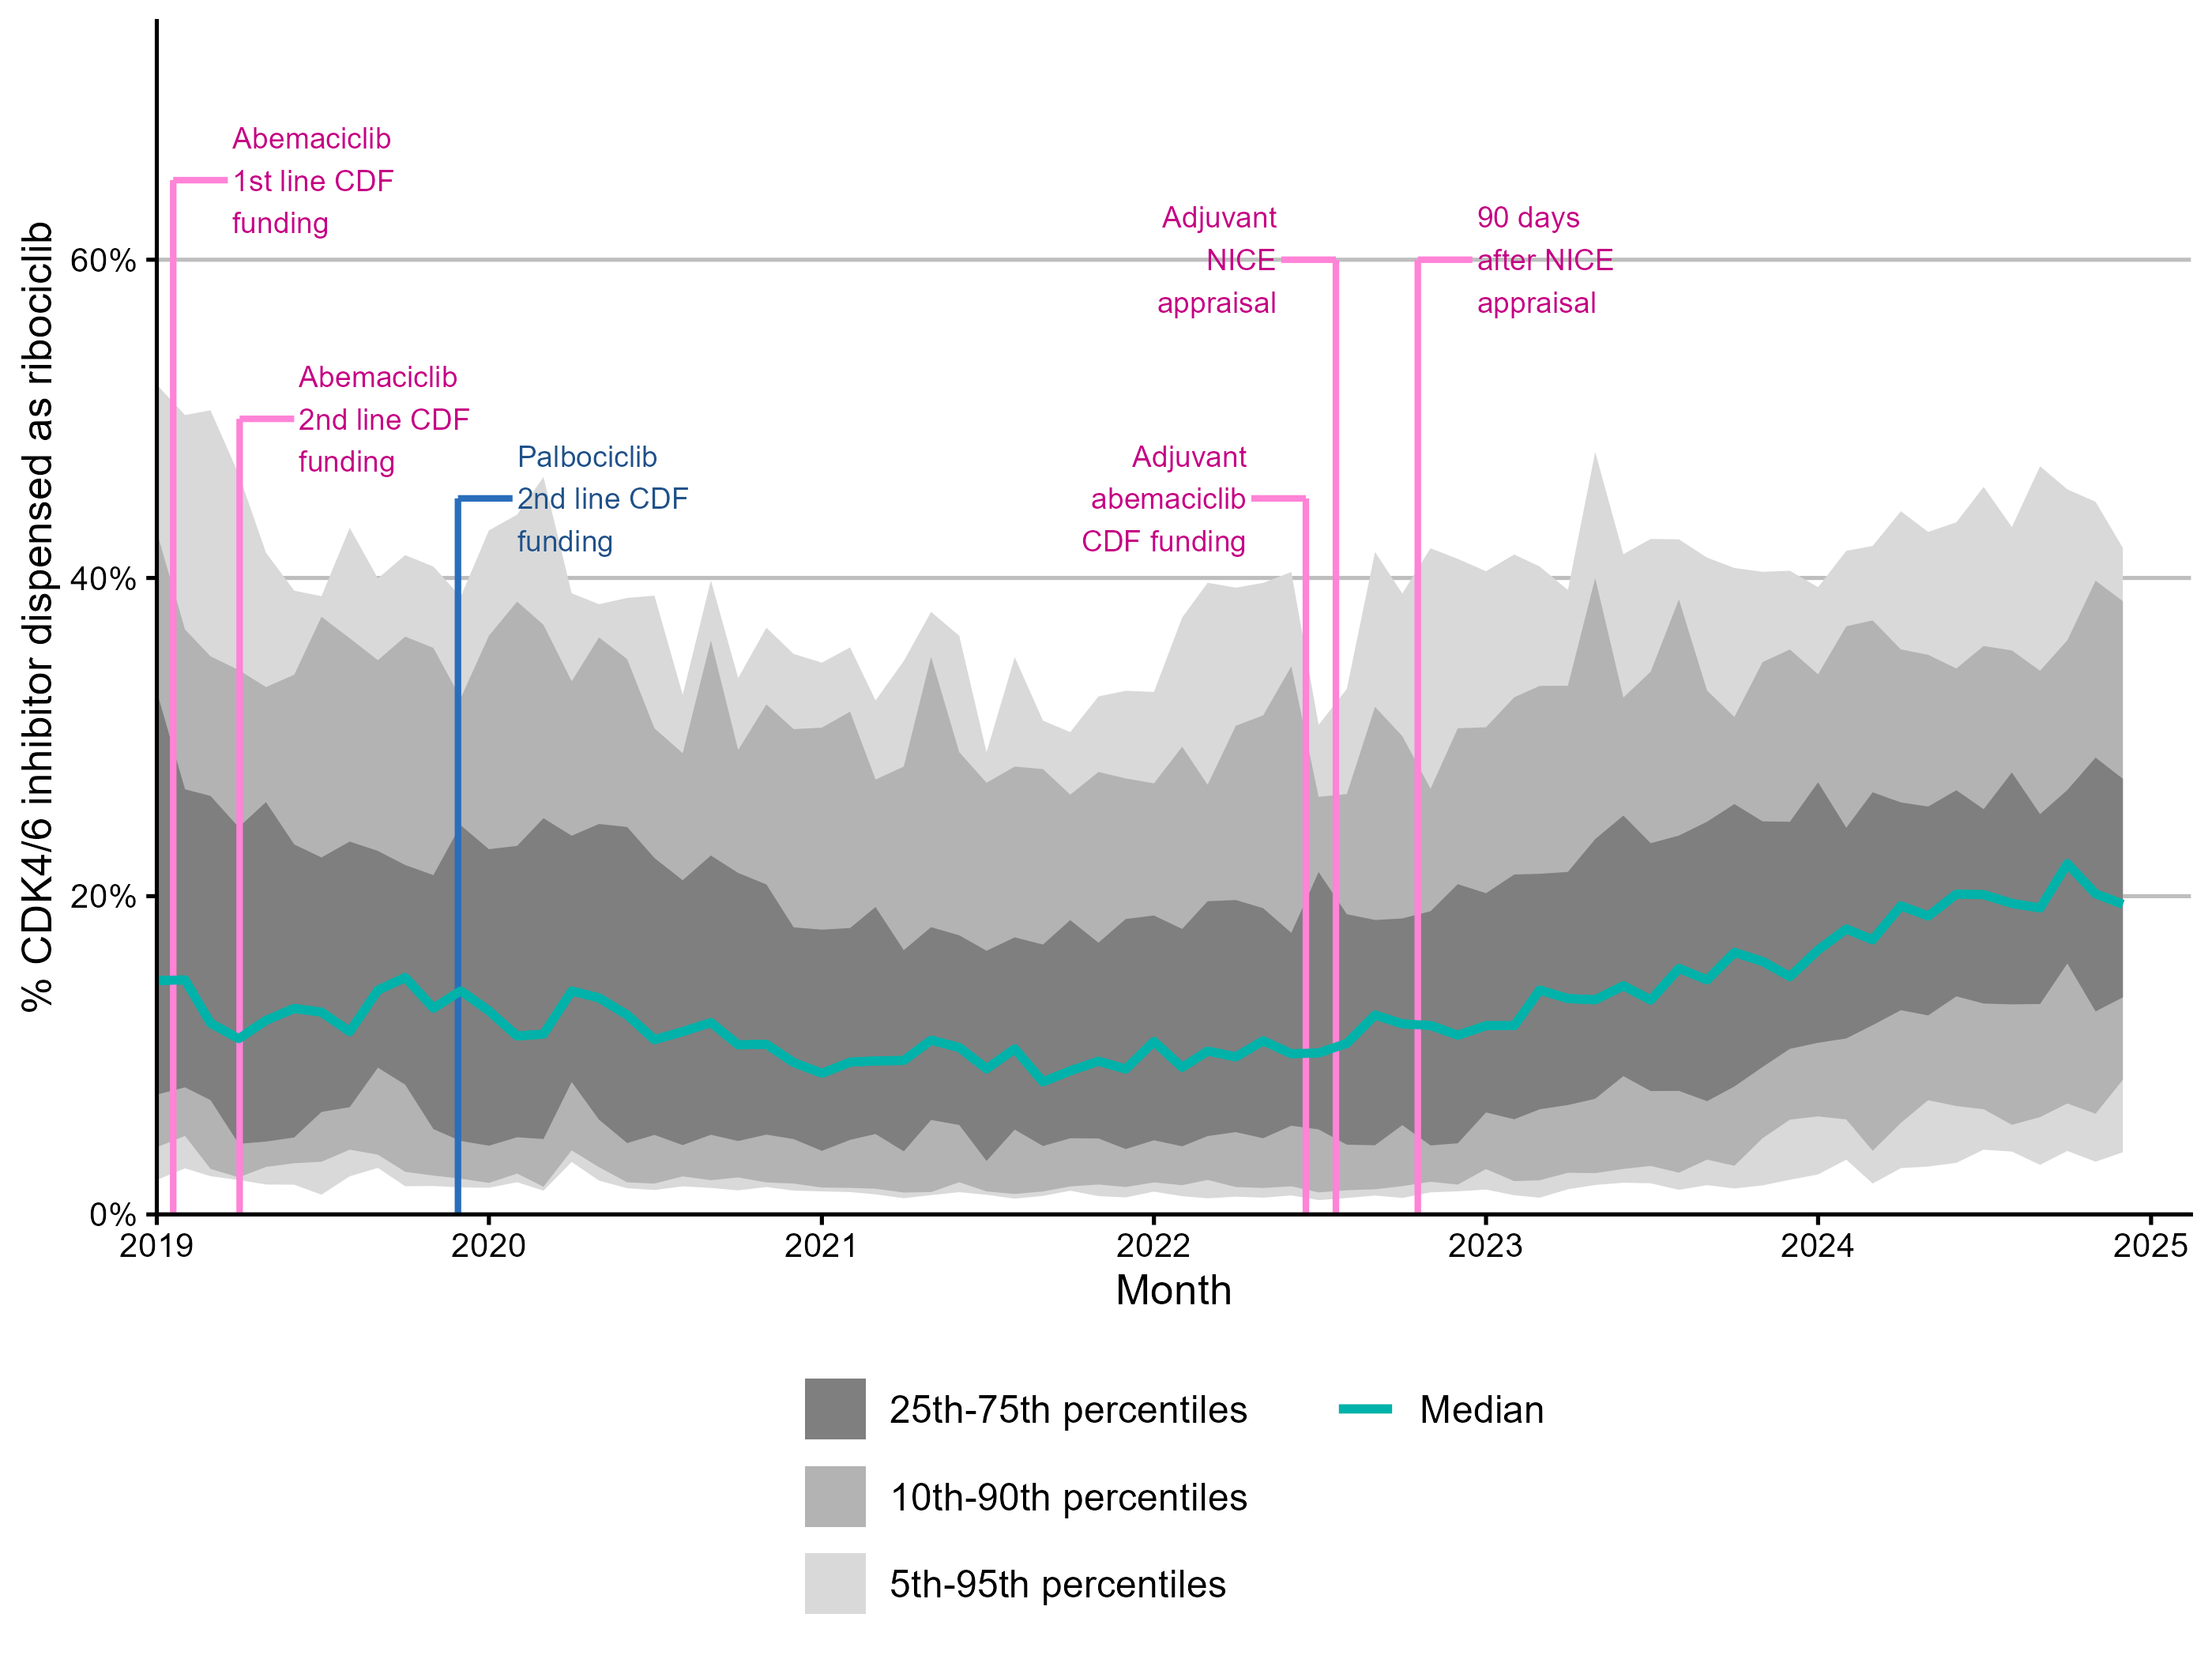 Abemaciclib
1st line CDF
funding
Adjuvant
NICE
appraisal
90 days
after NICE
appraisal
Abemaciclib
2nd line CDF
funding
Palbociclib
2nd line CDF
funding
Adjuvant
abemaciclib
CDF funding
% CDK4/6 inhibitor dispensed as ribociclib
60%
40%
20%
0%
2019 2020 2021 2022 2023 2024 2025
Month
25th-75th percentiles
Median
10th-90th percentiles
5th-95th percentiles